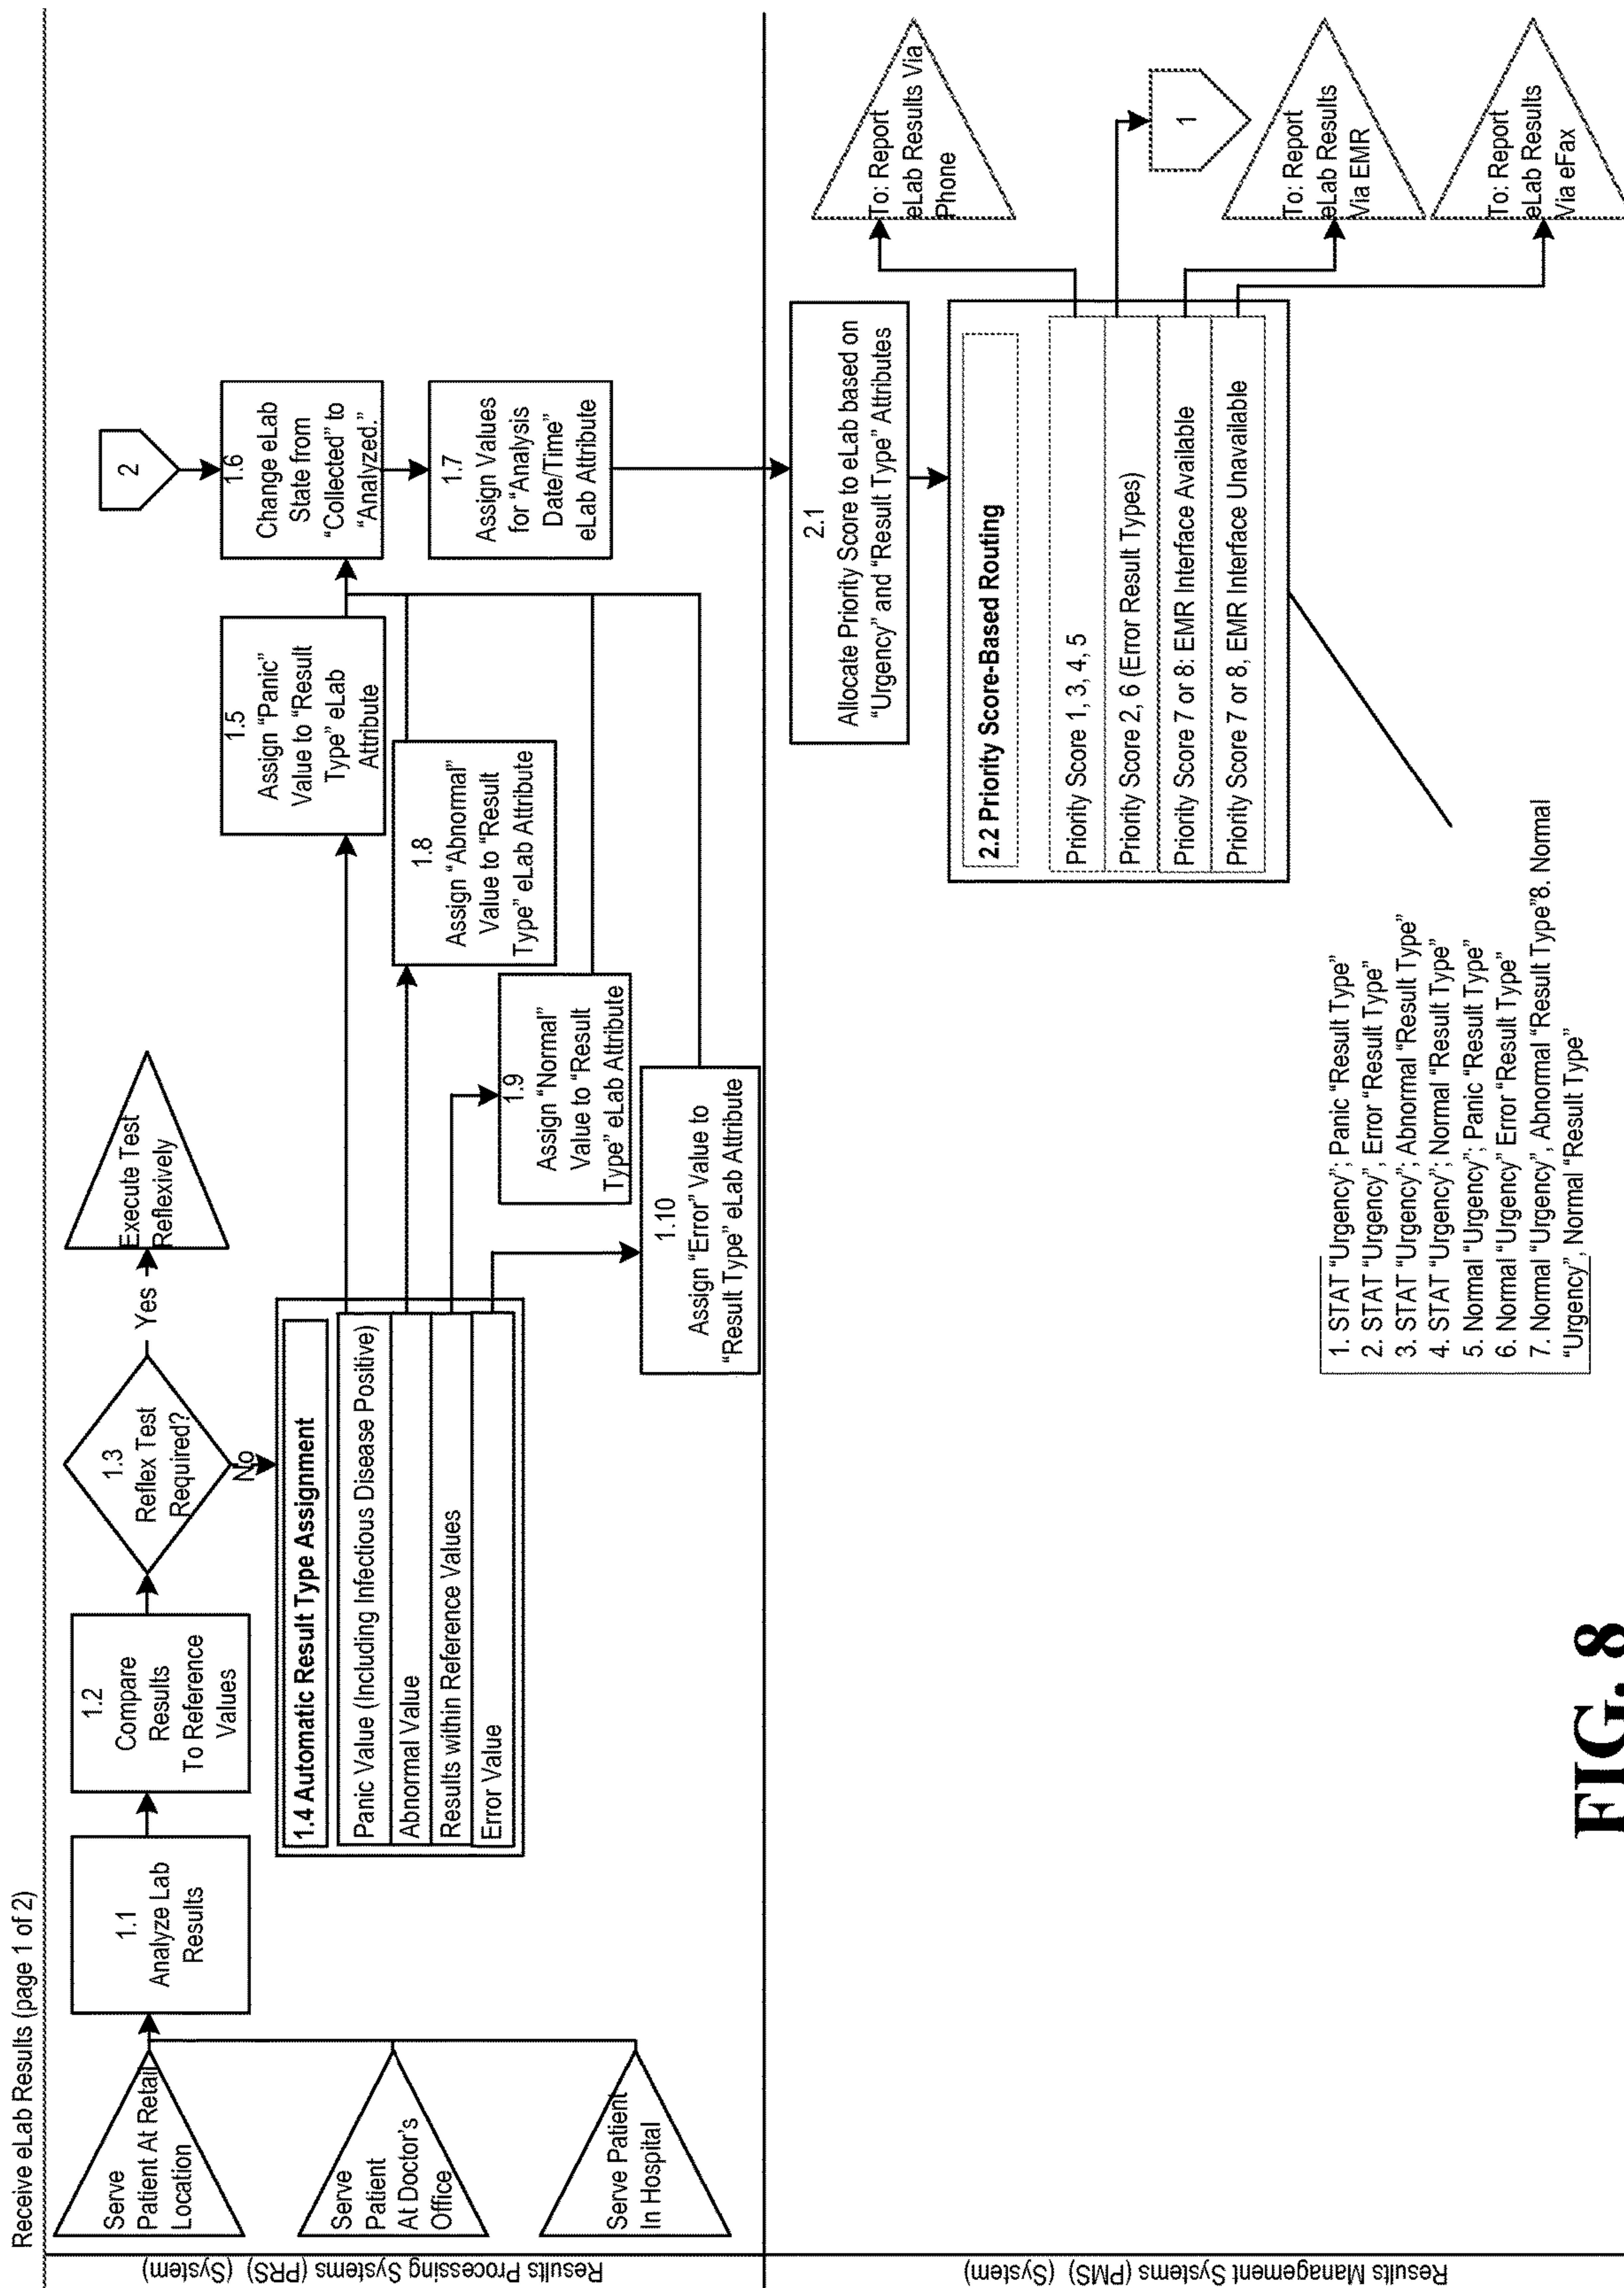 Receive eLab Results (page 1 of 2)
Results Processing Systems (PRS) (System)
Serve
Patient At Retail
Location
Serve
Patient
At Doctor's
Office
Serve Patient
In Hospital
1.1
Analyze Lab
Results
1.2
Compare
Results
To Reference
Values
1.3
Reflex Test
Required?
Yes
Execute Test
Reflexively
No
1.4 Automatic Result Type Assignment
Panic Value (Including Infectious Disease Positive)
Abnormal Value
Results within Reference Values
Error Value
1.5
Assign “Panic”
Value to “Result
Type” eLab
Attribute
1.8
Assign “Abnormal”
Value to “Result
Type” eLab Attribute
1.9
Assign “Normal”
Value to “Result
Type” eLab Attribute
1.10
Assign “Error” Value to
“Result Type” eLab Attribute
2
1.6
Change eLab
State from
“Collected” to
“Analyzed.”
1.7
Assign Values
for “Analysis
Date/Time”
eLab Attribute
Results Management Systems (PMS) (System)
2.1
Allocate Priority Score to eLab based on
“Urgency” and “Result Type” Attributes
2.2 Priority Score-Based Routing
Priority Score 1, 3, 4, 5
Priority Score 2, 6 (Error Result Types)
Priority Score 7 or 8: EMR Interface Available
Priority Score 7 or 8, EMR Interface Unavailable
To: Report
eLab Results Via
Phone
1
To: Report
eLab Results
Via EMR
To: Report
eLab Results
Via eFax
1. STAT “Urgency”; Panic “Result Type”
2. STAT “Urgency”, Error “Result Type”
3. STAT “Urgency”; Abnormal “Result Type”
4. STAT “Urgency”; Normal “Result Type”
5. Normal “Urgency”; Panic “Result Type”
6. Normal “Urgency” Error “Result Type”
7. Normal “Urgency”, Abnormal “Result Type”8. Normal
“Urgency”, Normal “Result Type”
FIG. 8